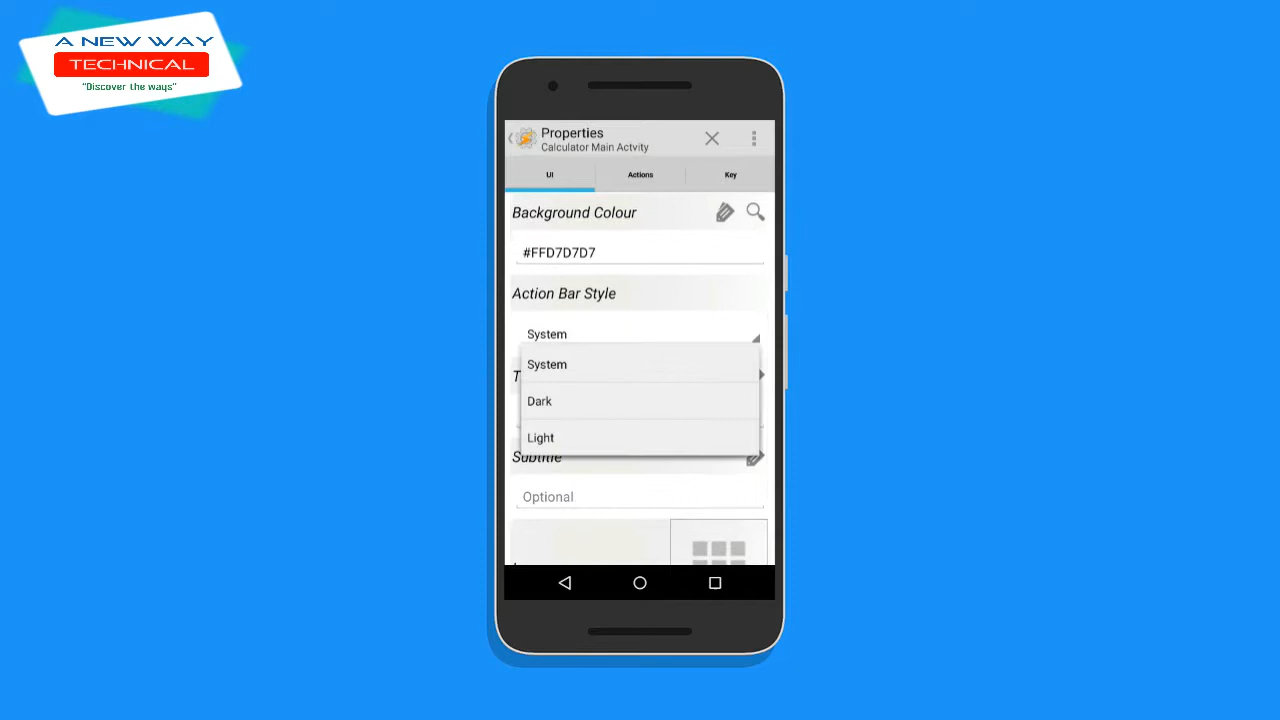 A NEW WAY
TECHNICAL
"Discover the ways"
Properties
Calculator Main Actvity
UI
Actions
Key
Background Colour
#FFD7D7D7
Action Bar Style
System
System
Dark
Light
Subtitle
Optional